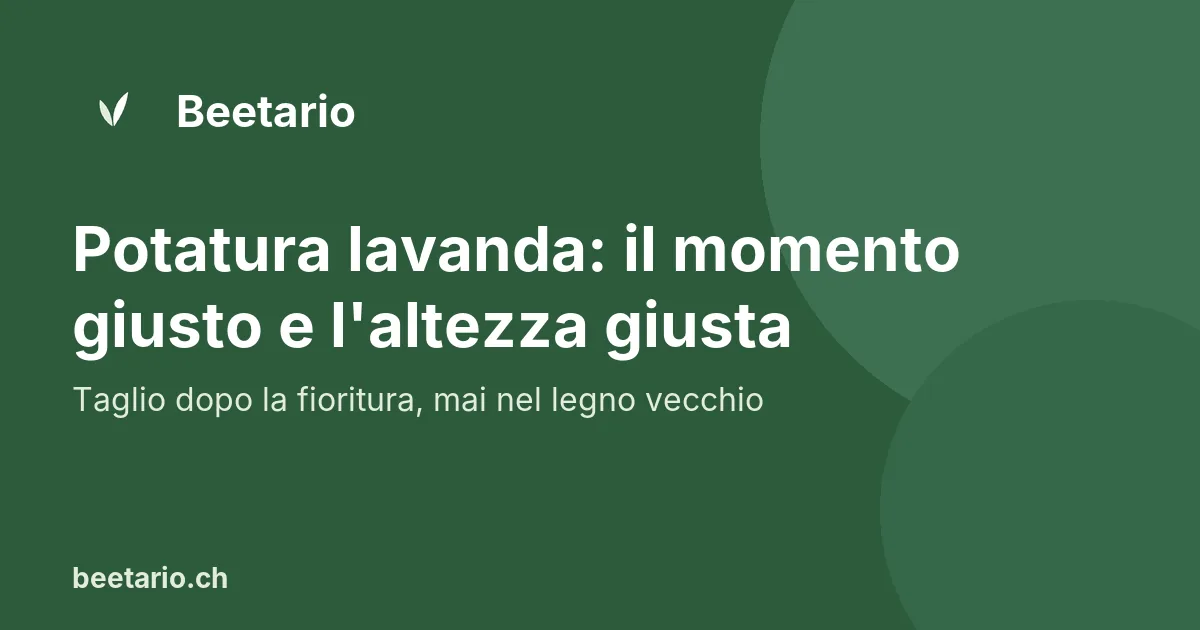 Beetario
Potatura lavanda: il momento
giusto e l'altezza giusta
Taglio dopo la fioritura, mai nel legno vecchio
beetario.ch